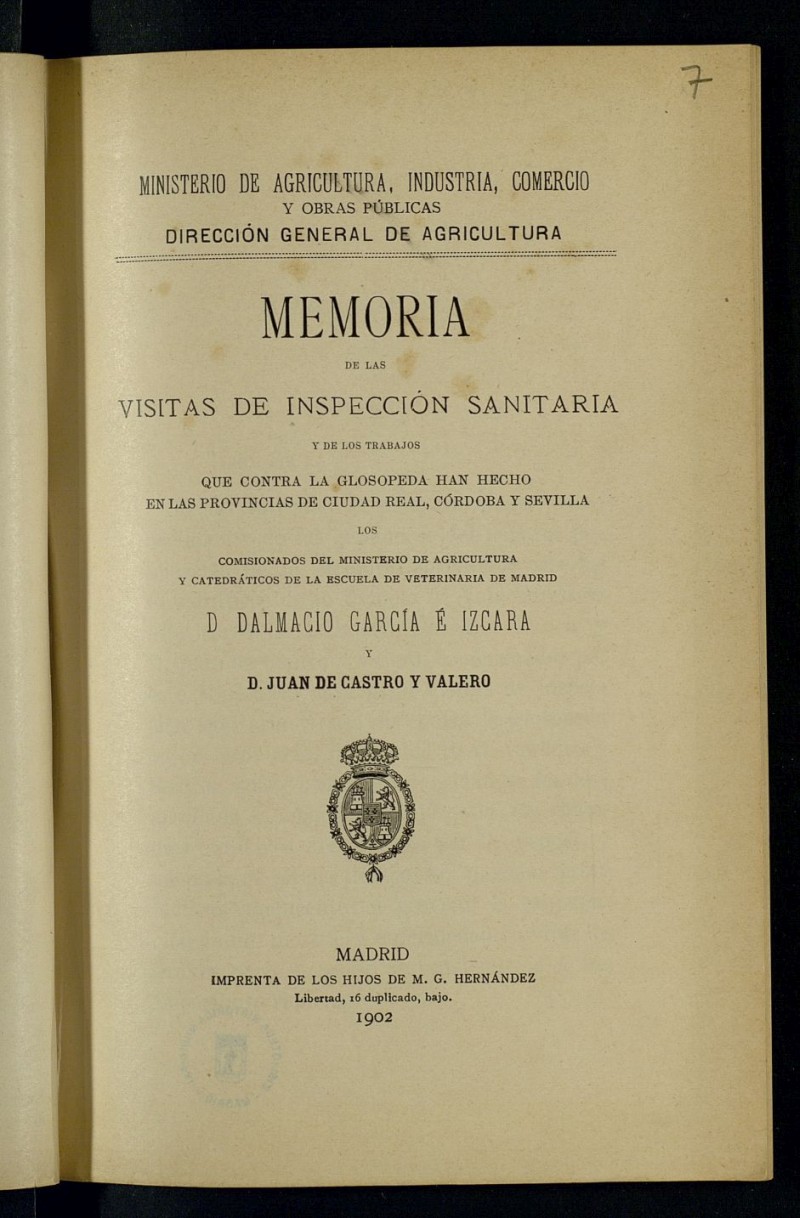 7
MINISTERIO DE AGRICULTURA, INDUSTRIA, COMERCIO
Y OBRAS PÚBLICAS
DIRECCIÓN GENERAL DE AGRICULTURA
MEMORIA
DE LAS
VISITAS DE INSPECCIÓN SANITARIA
Y DE LOS TRABAJOS
QUE CONTRA LA GLOSOPEDA HAN HECHO
EN LAS PROVINCIAS DE CIUDAD REAL, CÓRDOBA Y SEVILLA
LOS
COMISIONADOS DEL MINISTERIO DE AGRICULTURA
Y CATEDRÁTICOS DE LA ESCUELA DE VETERINARIA DE MADRID
D DALMACIO GARCÍA É IZCARA
Y
D. JUAN DE CASTRO Y VALERO
MADRID
IMPRENTA DE LOS HIJOS DE M. G. HERNÁNDEZ
Libertad, 16 duplicado, bajo.
1902